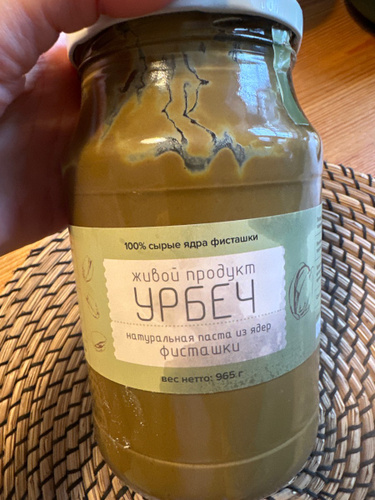 100% сырые ядра фисташки
живой продукт
УРБЕЧ
натуральная паста из ядер
фисташки
вес нетто: 965 г